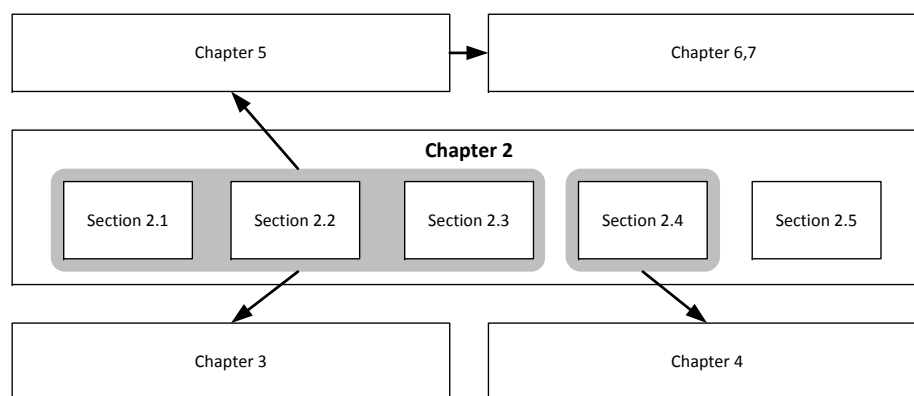 Chapter 5
Chapter 6,7
Chapter 2
Section 2.1
Section 2.2
Section 2.3
Section 2.4
Section 2.5
Chapter 3
Chapter 4